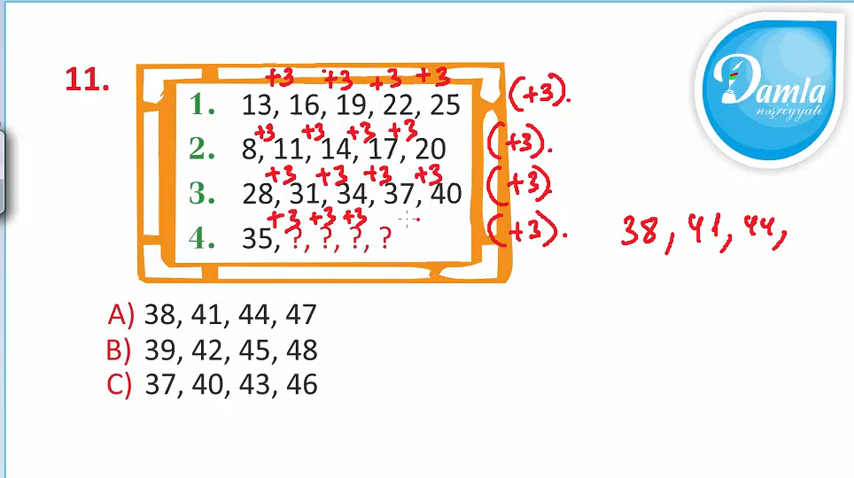 11.
+3 +3 +3 +3
1. 13, 16, 19, 22, 25 (+3).
+3 +3 +3 +3
2. 8, 11, 14, 17, 20 (+3).
+3 +3 +3 +3
3. 28, 31, 34, 37, 40 (+3)
+3 +3 +3
4. 35, ?, ?, ?, ? (+3). 38, 41, 44,
A) 38, 41, 44, 47
B) 39, 42, 45, 48
C) 37, 40, 43, 46
Damla
nəşriyyatı